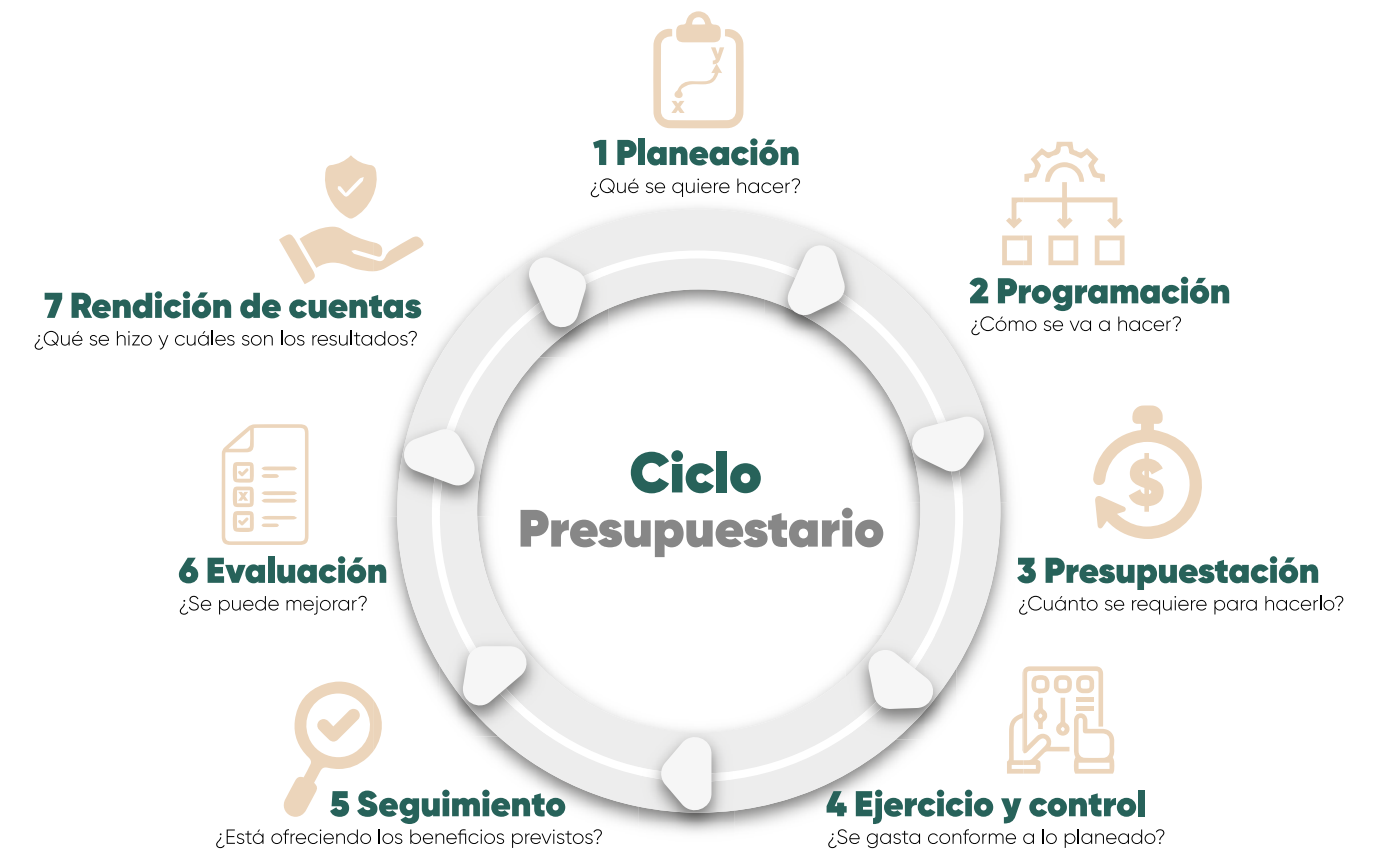 Ciclo
Presupuestario
1 Planeación
¿Qué se quiere hacer?
2 Programación
¿Cómo se va a hacer?
3 Presupuestación
¿Cuánto se requiere para hacerlo?
4 Ejercicio y control
¿Se gasta conforme a lo planeado?
5 Seguimiento
¿Está ofreciendo los beneficios previstos?
6 Evaluación
¿Se puede mejorar?
7 Rendición de cuentas
¿Qué se hizo y cuáles son los resultados?
y
x
$